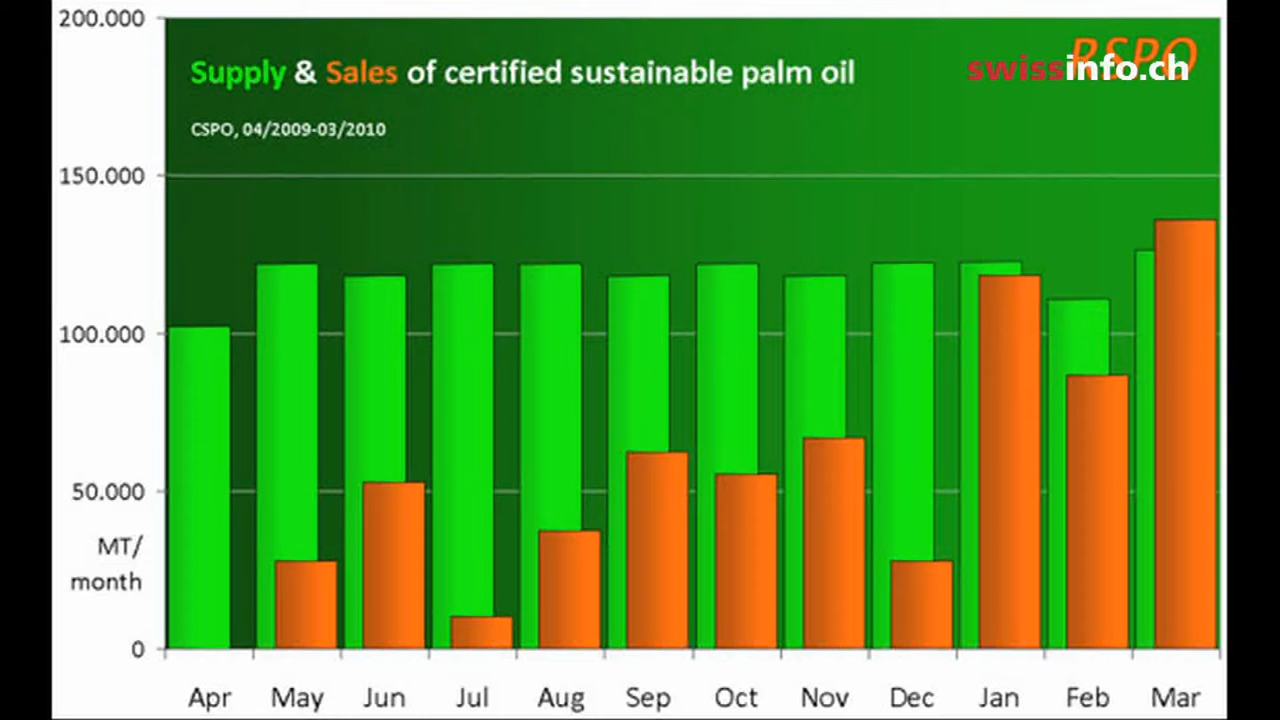 200.000
Supply & Sales of certified sustainable palm oil
RSPO
swissinfo.ch
CSPO, 04/2009-03/2010
150.000
100.000
50.000
MT/
month
0
Apr May Jun Jul Aug Sep Oct Nov Dec Jan Feb Mar